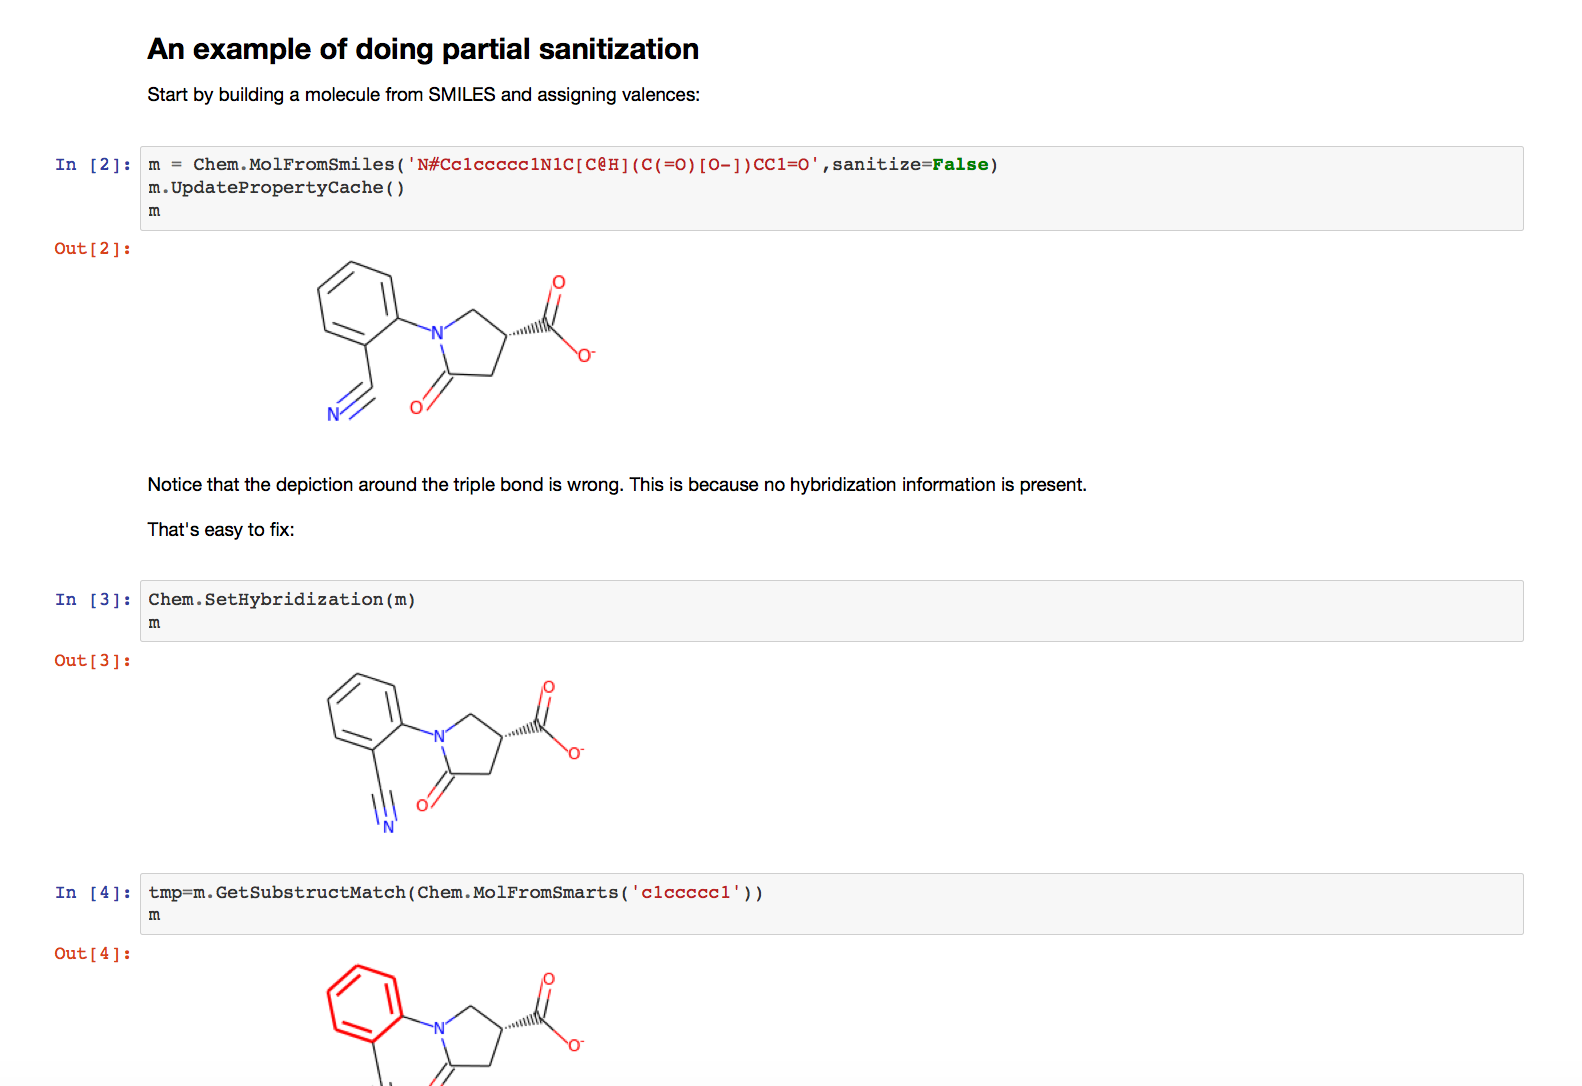 An example of doing partial sanitization
Start by building a molecule from SMILES and assigning valences:
In [2]: m = Chem.MolFromSmiles('N#Cc1ccccc1N1C[C@H](C(=O)[O-])CC1=O',sanitize=False)
m.UpdatePropertyCache()
m
Out[2]:
O
N
O-
O
N
Notice that the depiction around the triple bond is wrong. This is because no hybridization information is present.
That's easy to fix:
In [3]: Chem.SetHybridization(m)
m
Out[3]:
O
N
O-
O
N
In [4]: tmp=m.GetSubstructMatch(Chem.MolFromSmarts('c1ccccc1'))
m
Out[4]:
O
N
O-